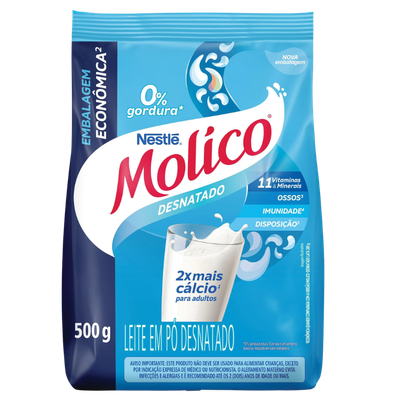 EMBALAGEM
ECONÔMICA²
NOVA
embalagem
0%
gordura*
Nestlé
Molico
DESNATADO
11 Vitaminas
& Minerais
OSSOS³
IMUNIDADE⁴
DISPOSIÇÃO⁵
2x mais
cálcio¹
para adultos
500g
LEITE EM PÓ DESNATADO
AVISO IMPORTANTE: ESTE PRODUTO NÃO DEVE SER USADO PARA ALIMENTAR CRIANÇAS, EXCETO
POR INDICAÇÃO EXPRESSA DE MÉDICO OU NUTRICIONISTA. O ALEITAMENTO MATERNO EVITA
INFECÇÕES E ALERGIAS E É RECOMENDADO ATÉ OS 2 (DOIS) ANOS DE IDADE OU MAIS.